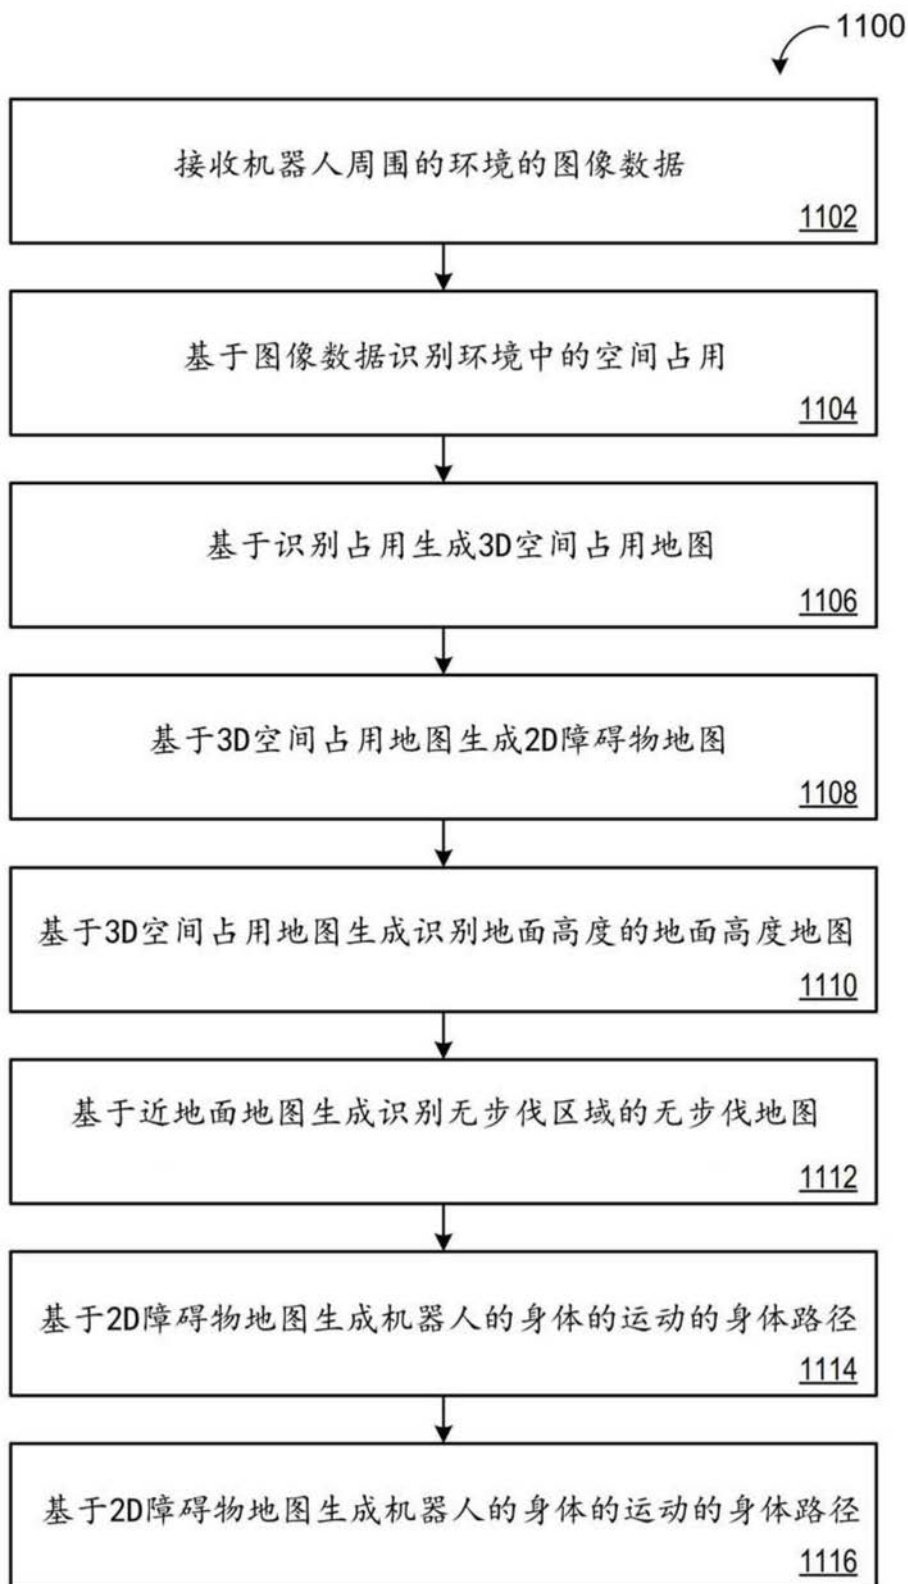 1100
接收机器人周围的环境的图像数据
1102
基于图像数据识别环境中的空间占用
1104
基于识别占用生成3D空间占用地图
1106
基于3D空间占用地图生成2D障碍物地图
1108
基于3D空间占用地图生成识别地面高度的地面高度地图
1110
基于近地面地图生成识别无步伐区域的无步伐地图
1112
基于2D障碍物地图生成机器人的身体的运动的身体路径
1114
基于2D障碍物地图生成机器人的身体的运动的身体路径
1116